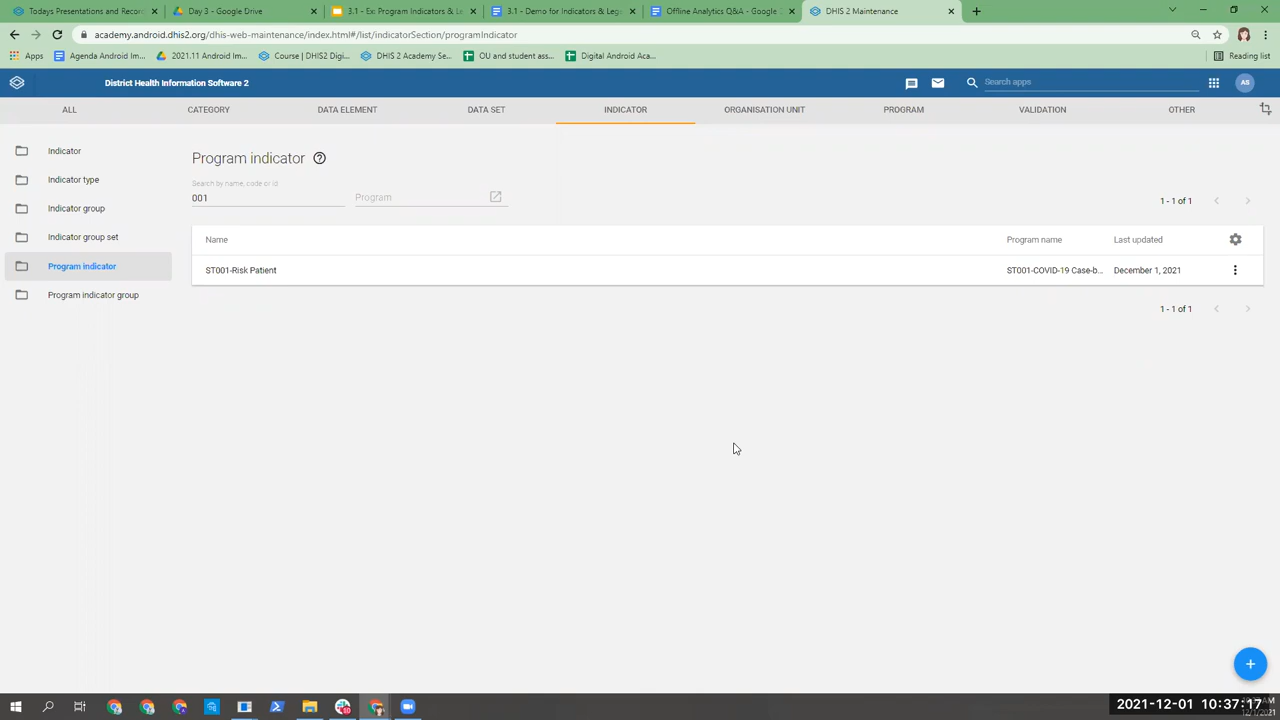 Todays Presentations and Recor
Day 3 - Google Drive
3.1 - Ex: Program Indicators & Le
3.1 - Demo for Indicators & Leg
Offline Analytics Q&A - Google
DHIS 2 Maintenance
academy.android.dhis2.org/dhis-web-maintenance/index.html#/list/indicatorSection/programIndicator
Apps
Agenda Android Im...
2021.11 Android Im...
Course | DHIS2 Digi...
DHIS 2 Academy Se...
OU and student ass...
Digital Android Aca...
Reading list
District Health Information Software 2
Search apps
AS
ALL
CATEGORY
DATA ELEMENT
DATA SET
INDICATOR
ORGANISATION UNIT
PROGRAM
VALIDATION
OTHER
Indicator
Indicator type
Indicator group
Indicator group set
Program indicator
Program indicator group
Program indicator
Search by name, code or id
001
Program
1 - 1 of 1
Name
Program name
Last updated
ST001-Risk Patient
ST001-COVID-19 Case-b...
December 1, 2021
1 - 1 of 1
2021-12-01 10:37:17